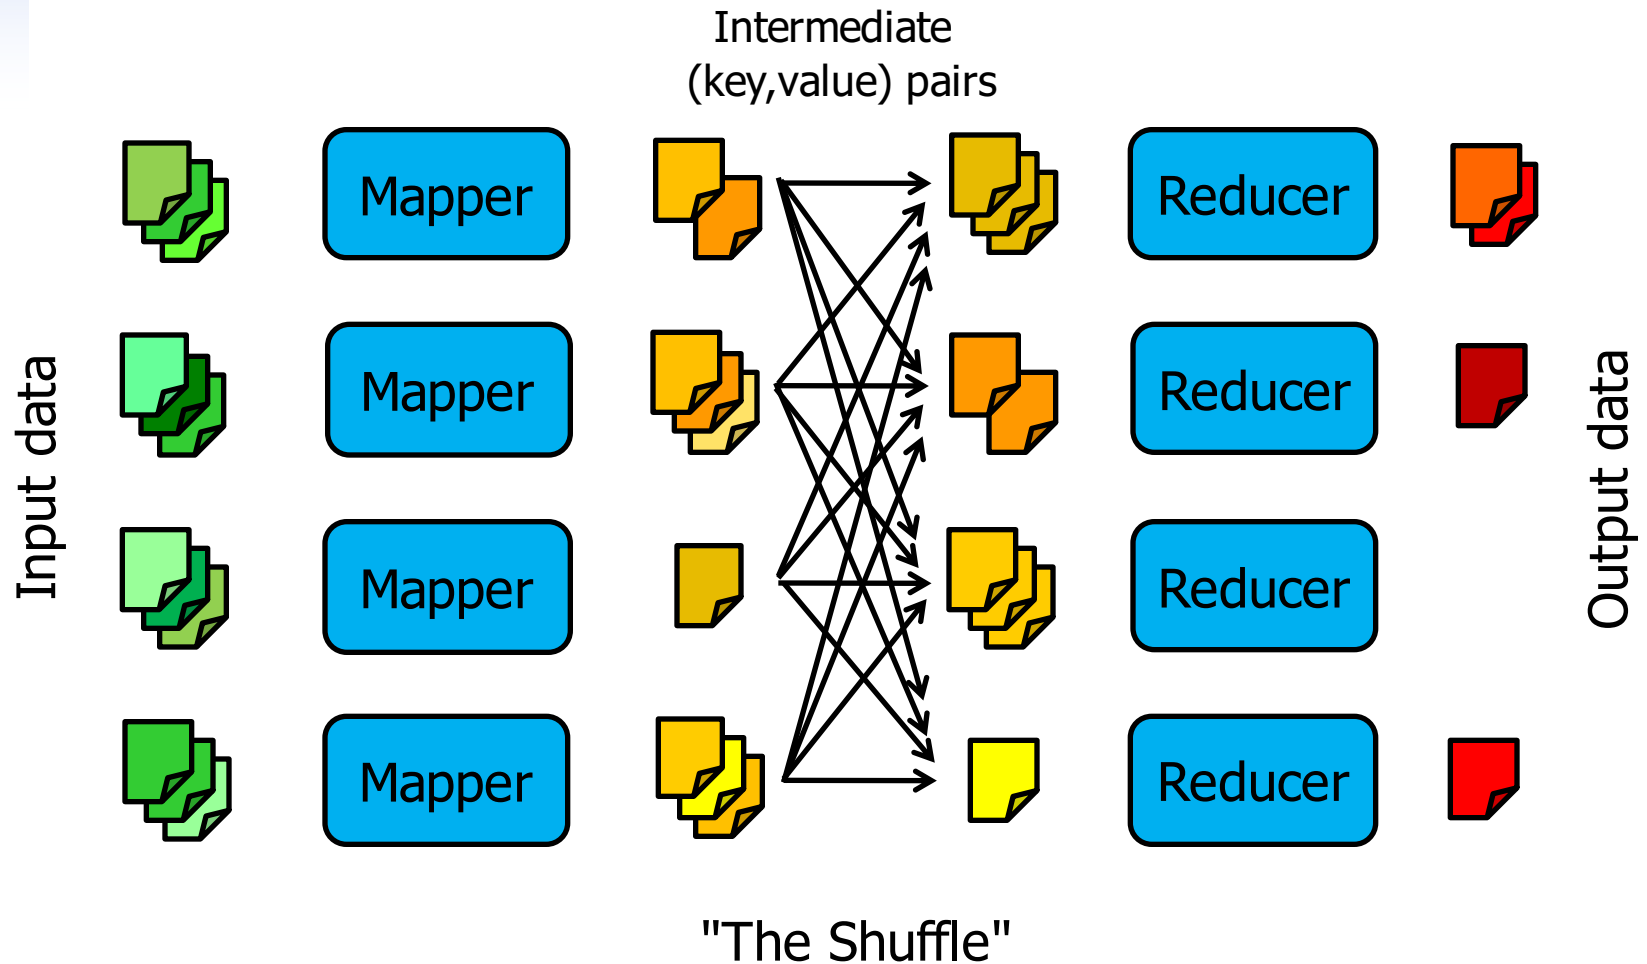 Intermediate
(key,value) pairs
Input data
Mapper
Reducer
Mapper
Reducer
Mapper
Reducer
Mapper
Reducer
Output data
"The Shuffle"